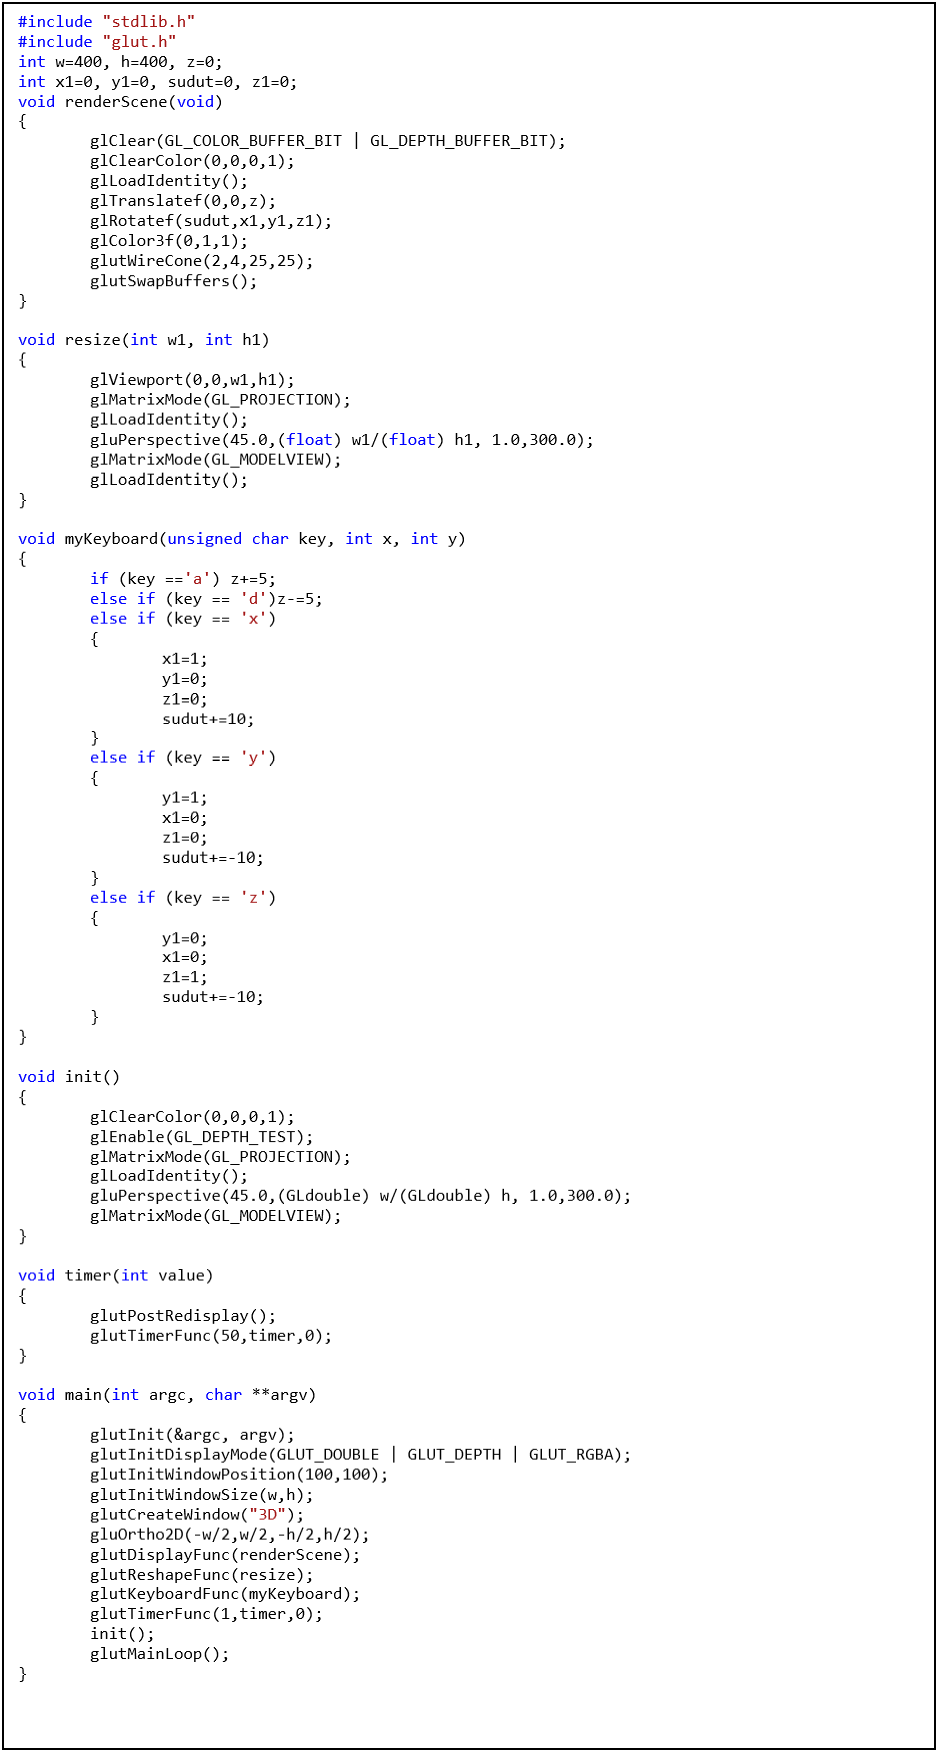 #include "stdlib.h"
#include "glut.h"
int w=400, h=400, z=0;
int x1=0, y1=0, sudut=0, z1=0;
void renderScene(void)
{
glClear(GL_COLOR_BUFFER_BIT | GL_DEPTH_BUFFER_BIT);
glClearColor(0,0,0,1);
glLoadIdentity();
glTranslatef(0,0,z);
glRotatef(sudut,x1,y1,z1);
glColor3f(0,1,1);
glutWireCone(2,4,25,25);
glutSwapBuffers();
}
void resize(int w1, int h1)
{
glViewport(0,0,w1,h1);
glMatrixMode(GL_PROJECTION);
glLoadIdentity();
gluPerspective(45.0,(float) w1/(float) h1, 1.0,300.0);
glMatrixMode(GL_MODELVIEW);
glLoadIdentity();
}
void myKeyboard(unsigned char key, int x, int y)
{
if (key =='a') z+=5;
else if (key == 'd')z-=5;
else if (key == 'x')
{
x1=1;
y1=0;
z1=0;
sudut+=10;
}
else if (key == 'y')
{
y1=1;
x1=0;
z1=0;
sudut+=-10;
}
else if (key == 'z')
{
y1=0;
x1=0;
z1=1;
sudut+=-10;
}
}
void init()
{
glClearColor(0,0,0,1);
glEnable(GL_DEPTH_TEST);
glMatrixMode(GL_PROJECTION);
glLoadIdentity();
gluPerspective(45.0,(GLdouble) w/(GLdouble) h, 1.0,300.0);
glMatrixMode(GL_MODELVIEW);
}
void timer(int value)
{
glutPostRedisplay();
glutTimerFunc(50,timer,0);
}
void main(int argc, char **argv)
{
glutInit(&argc, argv);
glutInitDisplayMode(GLUT_DOUBLE | GLUT_DEPTH | GLUT_RGBA);
glutInitWindowPosition(100,100);
glutInitWindowSize(w,h);
glutCreateWindow("3D");
gluOrtho2D(-w/2,w/2,-h/2,h/2);
glutDisplayFunc(renderScene);
glutReshapeFunc(resize);
glutKeyboardFunc(myKeyboard);
glutTimerFunc(1,timer,0);
init();
glutMainLoop();
}